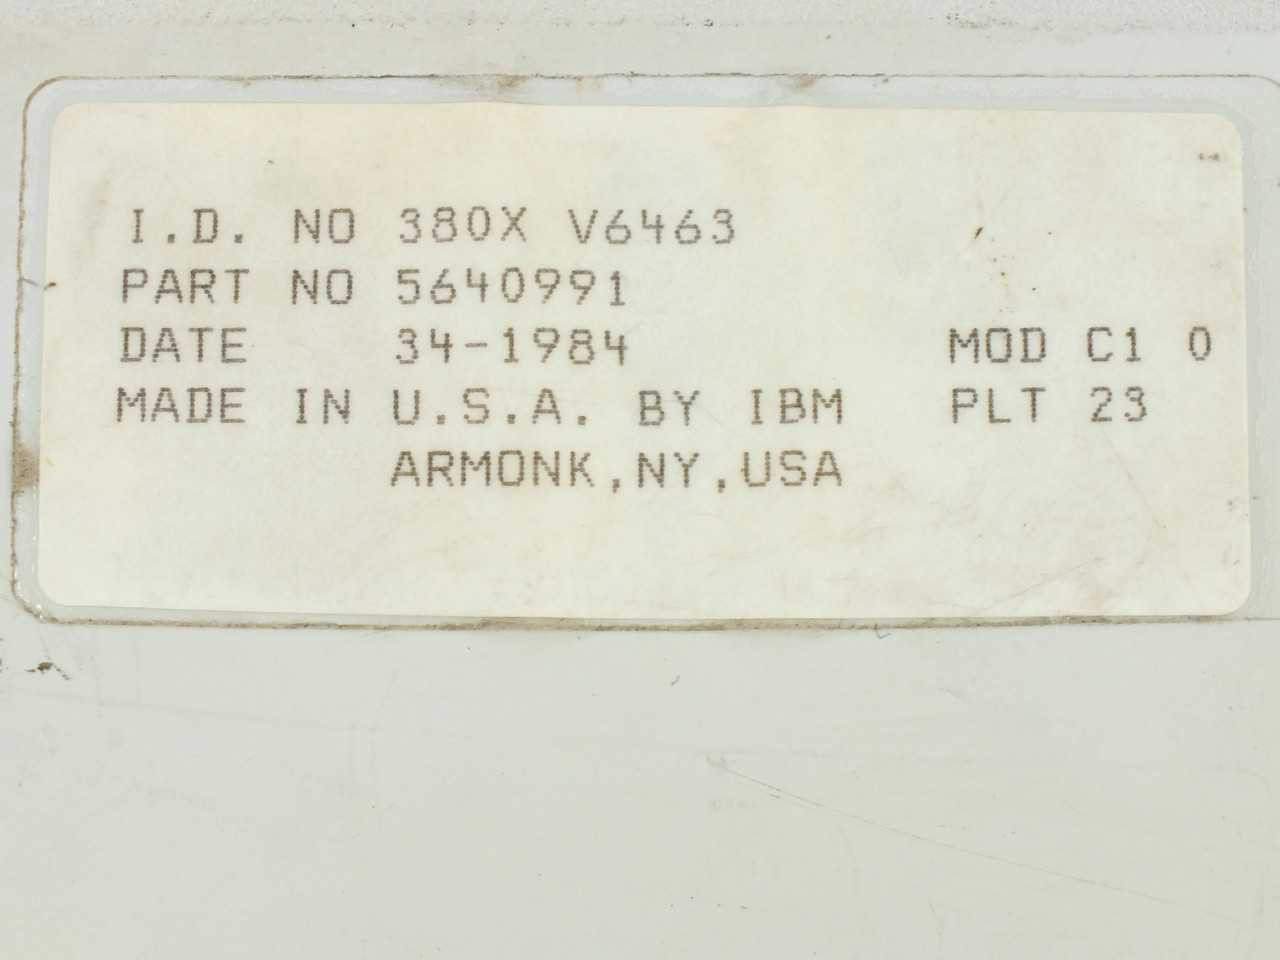 I.D. NO 380X V6463
PART NO 5640991
DATE 34-1984 MOD C1 0
MADE IN U.S.A. BY IBM PLT 23
ARMONK,NY,USA